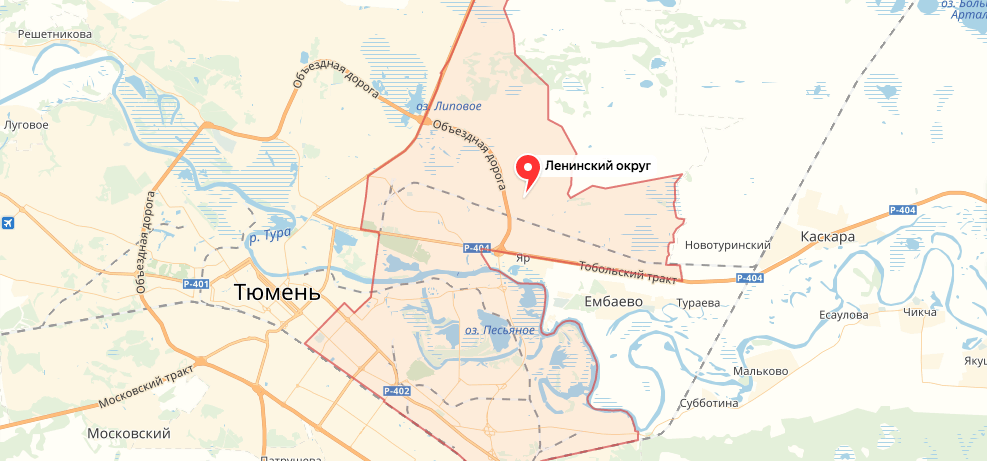 оз. Боль
Артал
Решетникова
Объездная дорога
оз. Липовое
Луговое
Объездная дорога
Ленинский округ
Объездная дорога
Р-404
р. Тура
Каскара
Новотуринский
Р-404
Яр
Тобольский тракт
Р-404
Р-401
Тюмень
Ембаево
Тураева
Есаулова
Чикча
оз. Песьяное
Якуш
Мальково
Московский тракт
Р-402
Субботина
Московский
Патрушева